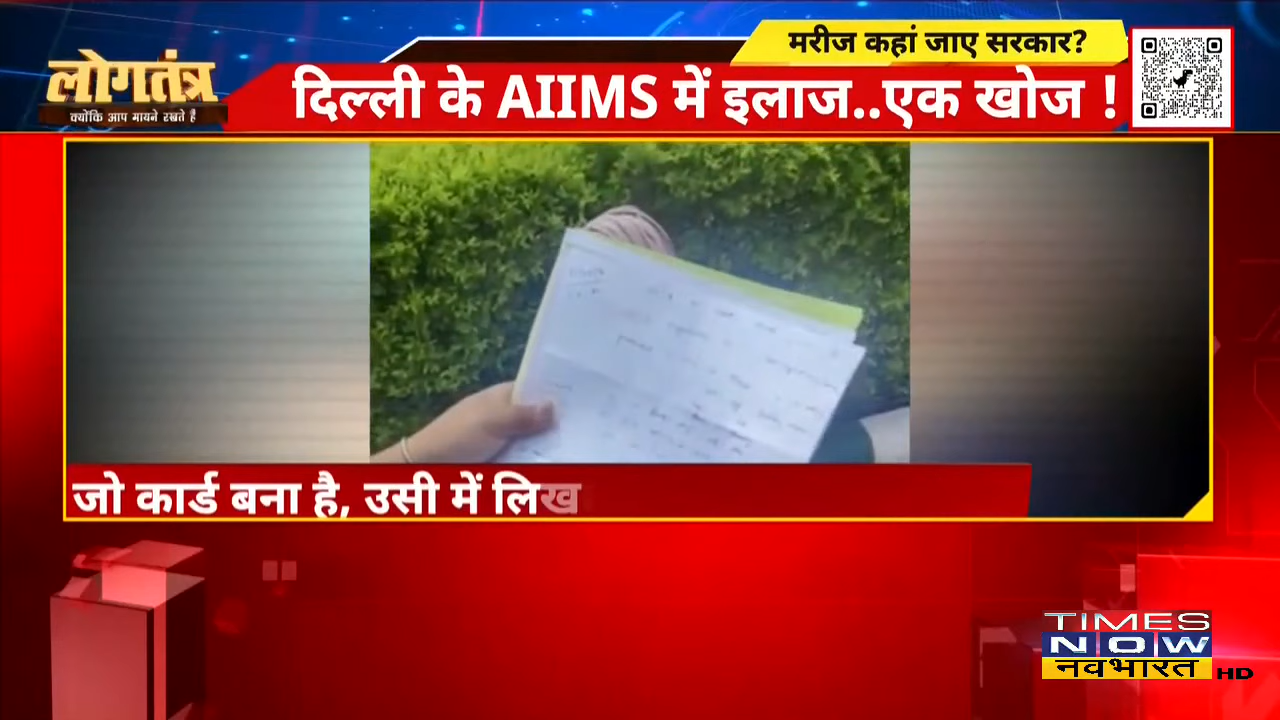 मरीज कहां जाए सरकार?
लोगतंत्र
क्योंकि आप मायने रखते हैं
दिल्ली के AIIMS में इलाज..एक खोज !
जो कार्ड बना है, उसी में लिख
TIMES
NOW
नवभारत HD